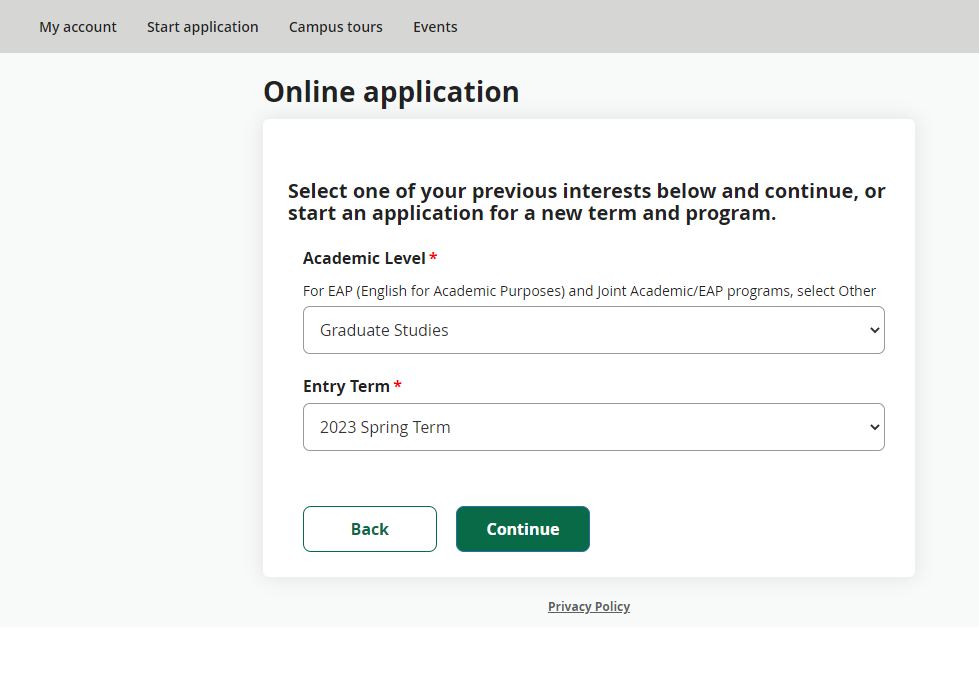 My account Start application Campus tours Events
Online application
Select one of your previous interests below and continue, or
start an application for a new term and program.
Academic Level *
For EAP (English for Academic Purposes) and Joint Academic/EAP programs, select Other
Graduate Studies
Entry Term *
2023 Spring Term
Back Continue
Privacy Policy